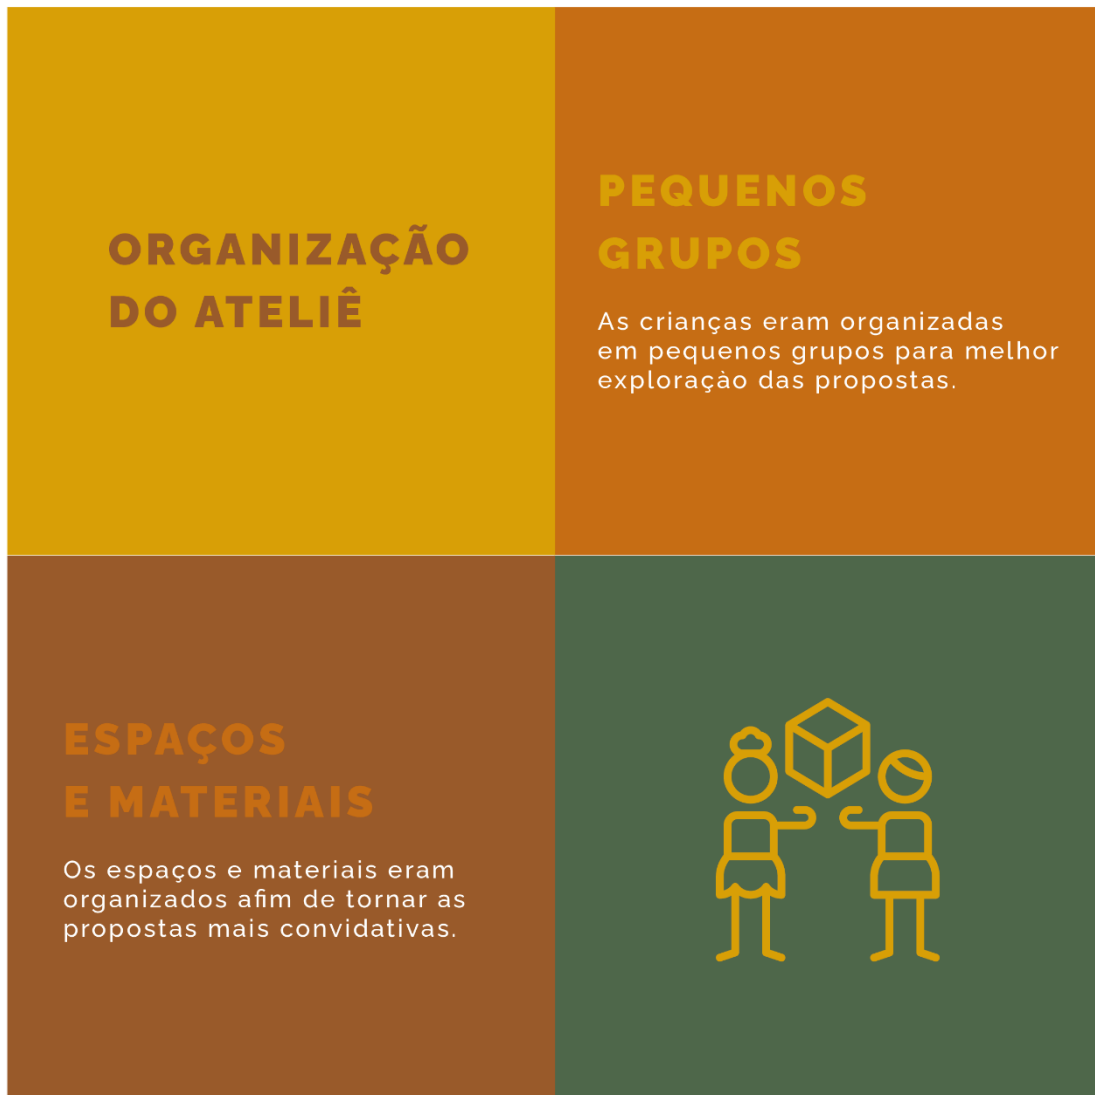 ORGANIZAÇÃO
DO ATELIÊ
PEQUENOS
GRUPOS
As crianças eram organizadas
em pequenos grupos para melhor
exploraçào das propostas.
ESPAÇOS
E MATERIAIS
Os espaços e materiais eram
organizados afim de tornar as
propostas mais convidativas.